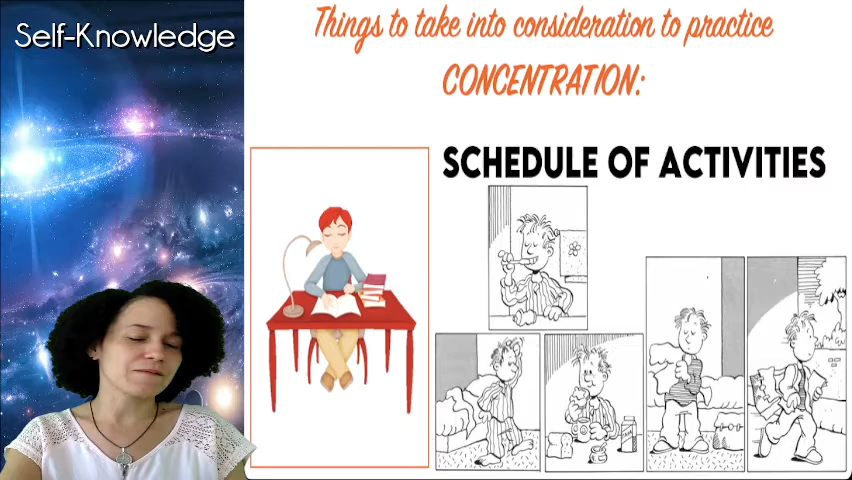 Self-Knowledge
Things to take into consideration to practice
CONCENTRATION:
SCHEDULE OF ACTIVITIES